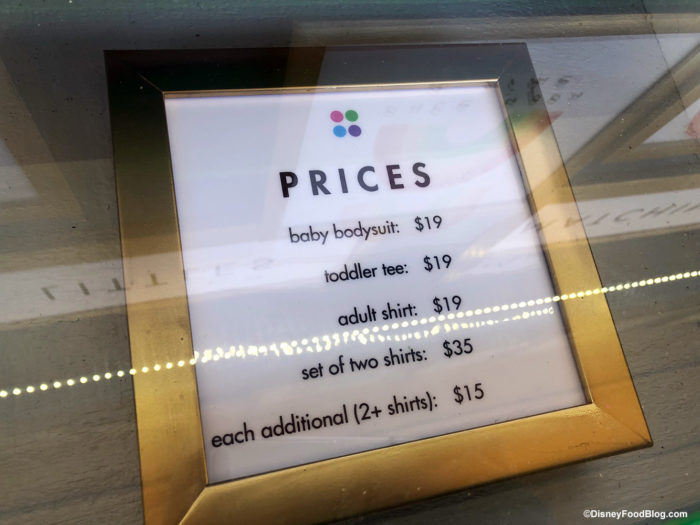 PRICES
baby bodysuit: $19
toddler tee: $19
adult shirt: $19
set of two shirts: $35
each additional (2+ shirts): $15
©DisneyFoodBlog.com